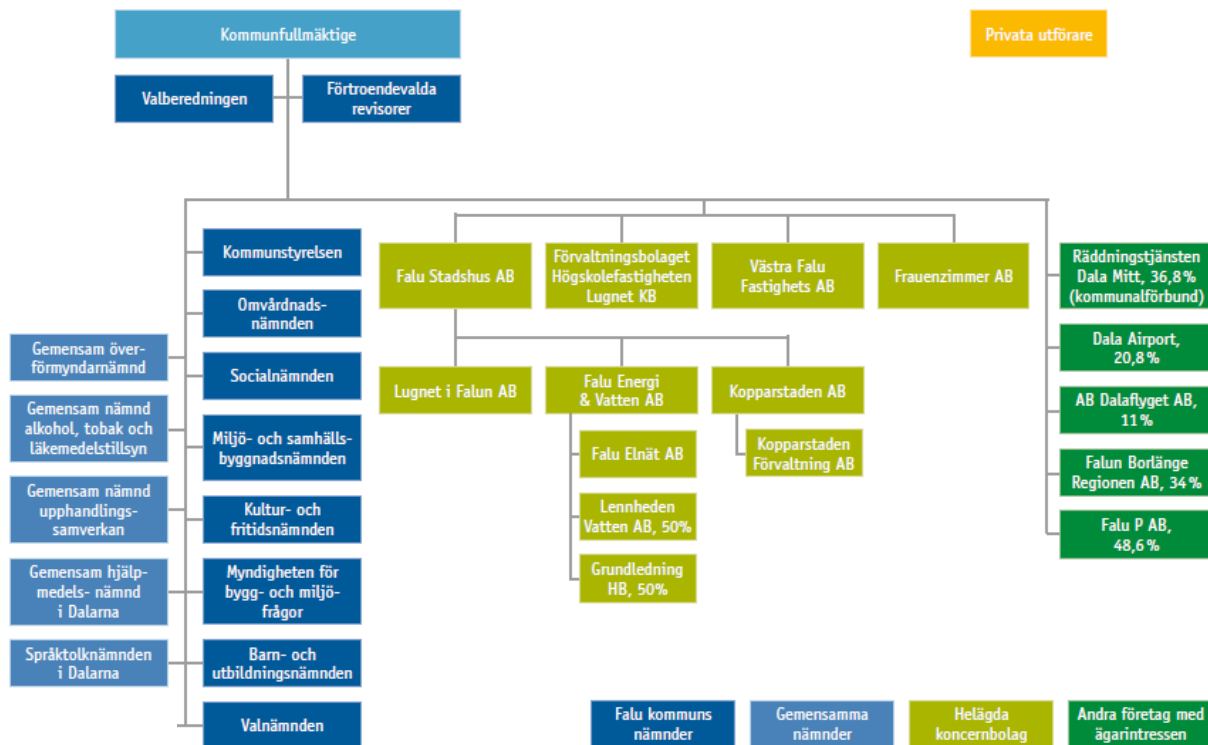 Kommunfullmäktige
Privata utförare
Valberedningen
Förtroendevalda
revisorer
Kommunstyrelsen
Omvårdnads-
nämnden
Socialnämnden
Miljö- och samhälls-
byggnadsnämnden
Kultur- och
fritidsnämnden
Myndigheten för
bygg- och miljö-
frågor
Barn- och
utbildningsnämnden
Valnämnden
Gemensam över-
förmyndarnämnd
Gemensam nämnd
alkohol, tobak och
läkemedelstillsyn
Gemensam nämnd
upphandlings-
samverkan
Gemensam hjälp-
medels- nämnd
i Dalarna
Språktolknämnden
i Dalarna
Falu Stadshus AB
Förvaltningsbolaget
Högskolefastigheten
Lugnet KB
Västra Falu
Fastighets AB
Frauenzimmer AB
Lugnet i Falun AB
Falu Energi
& Vatten AB
Kopparstaden AB
Falu Elnät AB
Lennheden
Vatten AB, 50%
Grundledning
HB, 50%
Kopparstaden
Förvaltning AB
Räddningstjänsten
Dala Mitt, 36,8%
(kommunalförbund)
Dala Airport,
20,8%
AB Dalaflyget AB,
11%
Falun Borlänge
Regionen AB, 34%
Falu P AB,
48,6%
Falu kommuns
nämnder
Gemensamma
nämnder
Helägda
koncernbolag
Andra företag med
ägarintressen